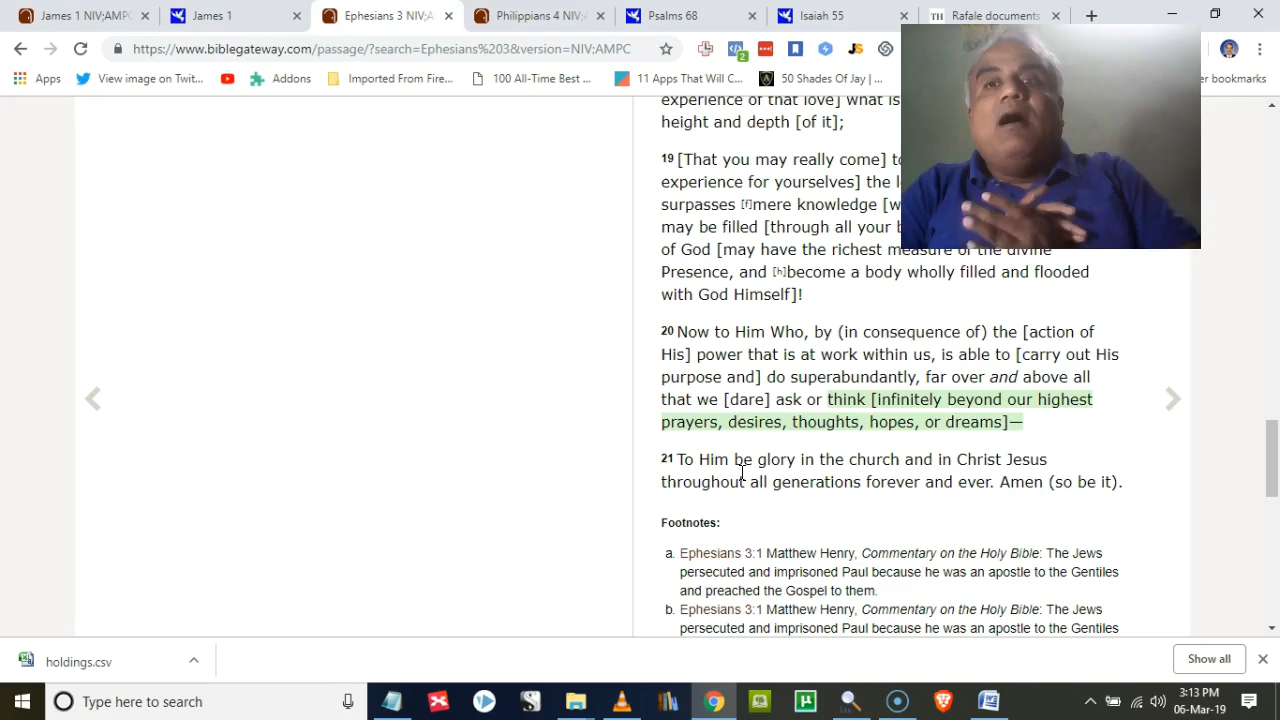 James 1 NIV;AMPC
James 1
Ephesians 3 NIV;A
Philippians 4 NIV;
Psalms 68
Isaiah 55
TH Rafale documents
https://www.biblegateway.com/passage/?search=Ephesians%203&version=NIV;AMPC
2
JS
Apps
View image on Twit...
Addons
Imported From Fire...
100 All-Time Best ...
11 Apps That Will C...
50 Shades Of Jay |...
er bookmarks
experience of that love] what is
height and depth [of it];
19 [That you may really come] to
experience for yourselves] the
surpasses [f]mere knowledge
may be filled [through all your
of God [may have the richest measure of the divine
Presence, and [h]become a body wholly filled and flooded
with God Himself]!
20 Now to Him Who, by (in consequence of) the [action of
His] power that is at work within us, is able to [carry out His
purpose and] do superabundantly, far over and above all
that we [dare] ask or think [infinitely beyond our highest
prayers, desires, thoughts, hopes, or dreams]—
21 To Him be glory in the church and in Christ Jesus
throughout all generations forever and ever. Amen (so be it).
Footnotes:
a. Ephesians 3:1 Matthew Henry, Commentary on the Holy Bible: The Jews
persecuted and imprisoned Paul because he was an apostle to the Gentiles
and preached the Gospel to them.
b. Ephesians 3:1 Matthew Henry, Commentary on the Holy Bible: The Jews
persecuted and imprisoned Paul because he was an apostle to the Gentiles
holdings.csv
Show all
Type here to search
3:13 PM
06-Mar-19